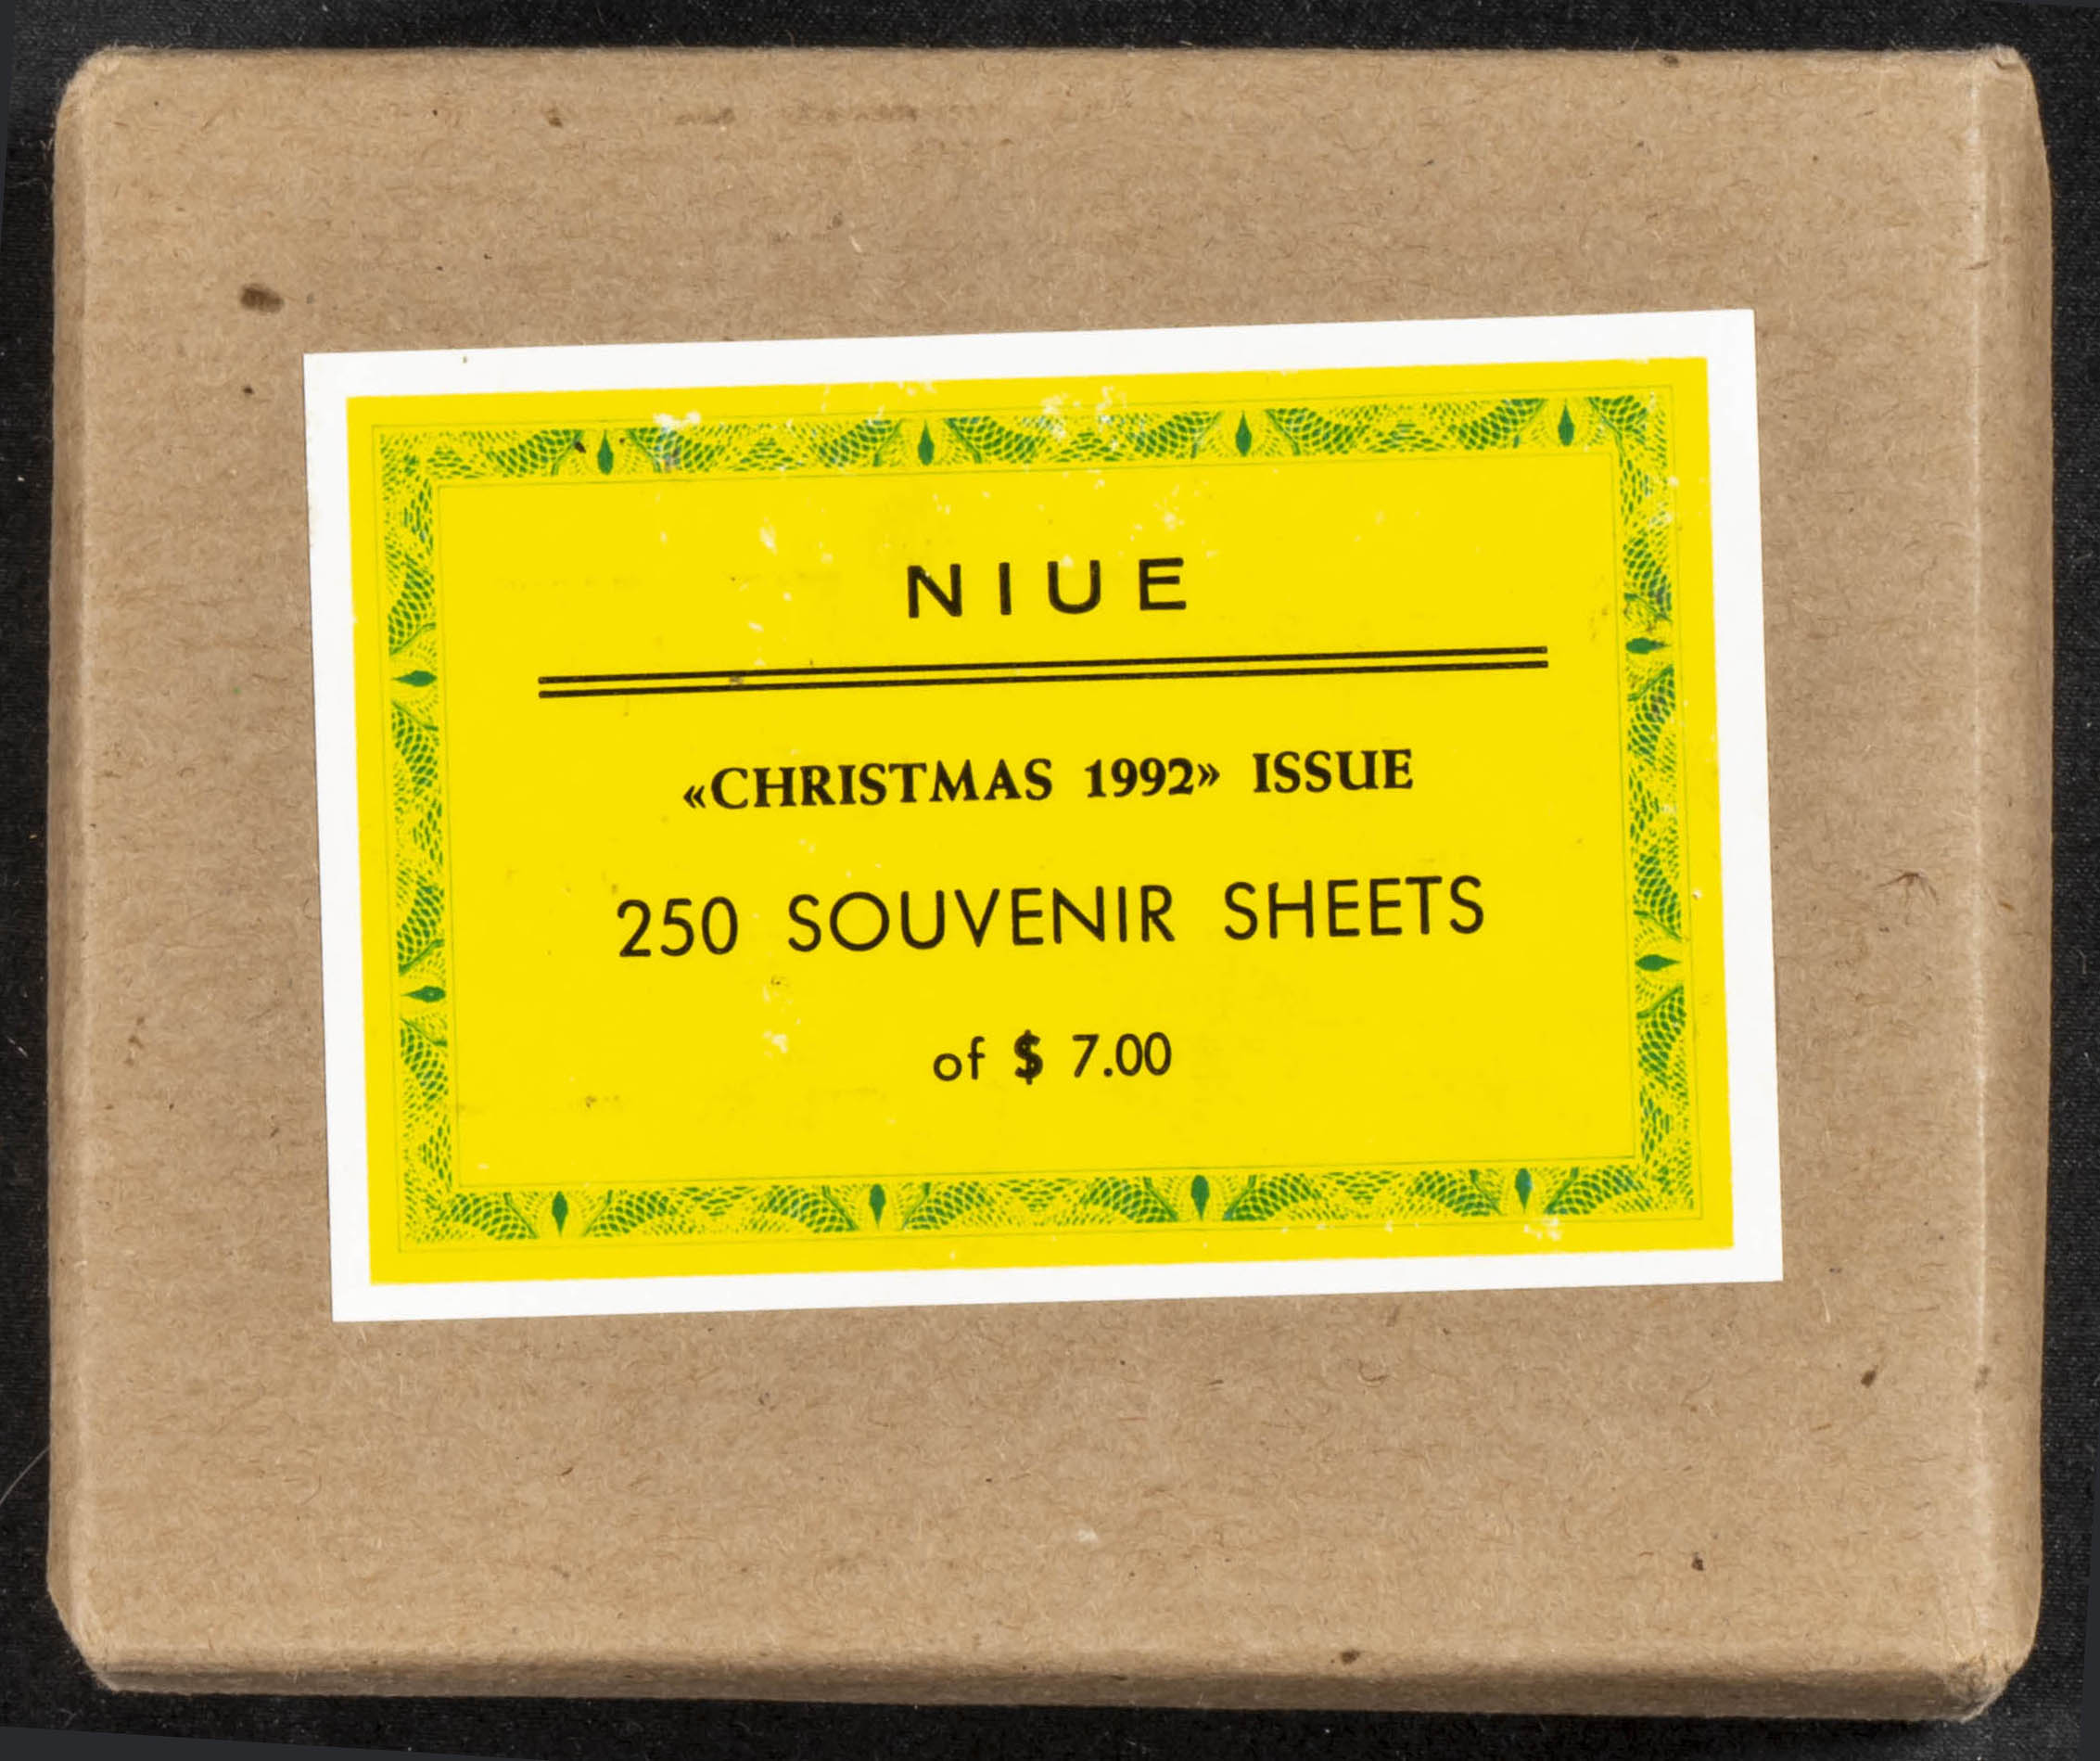 NIUE
«CHRISTMAS 1992» ISSUE
250 SOUVENIR SHEETS
of $ 7.00